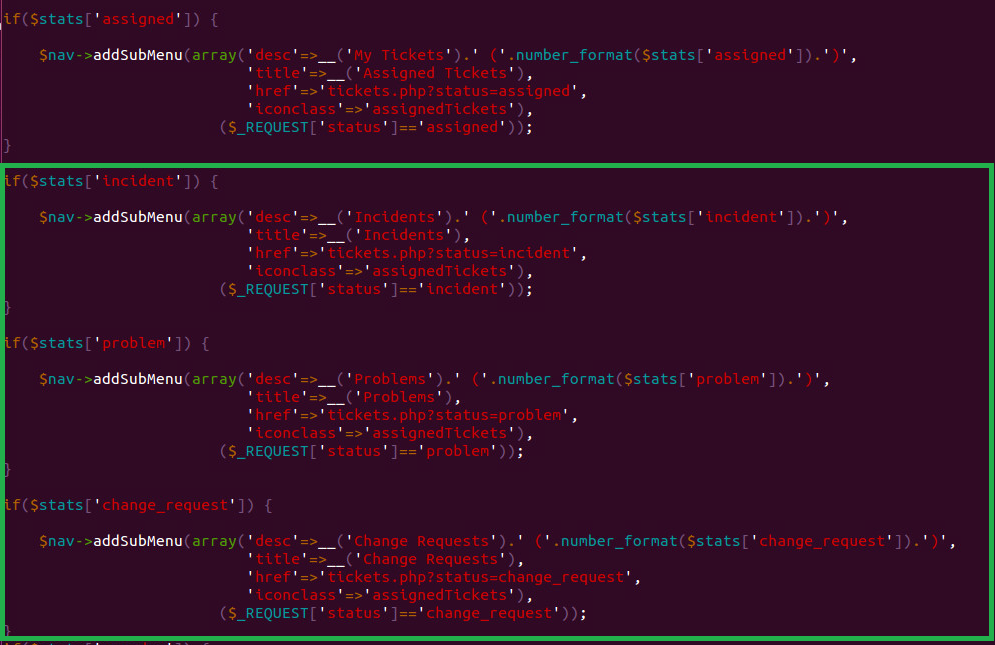 if($stats['assigned']) {
$nav->addSubMenu(array('desc'=>__('My Tickets').' ('.number_format($stats['assigned']).')',
'title'=>__('Assigned Tickets'),
'href'=>'tickets.php?status=assigned',
'iconclass'=>'assignedTickets'),
($_REQUEST['status']=='assigned'));
}
if($stats['incident']) {
$nav->addSubMenu(array('desc'=>__('Incidents').' ('.number_format($stats['incident']).')',
'title'=>__('Incidents'),
'href'=>'tickets.php?status=incident',
'iconclass'=>'assignedTickets'),
($_REQUEST['status']=='incident'));
}
if($stats['problem']) {
$nav->addSubMenu(array('desc'=>__('Problems').' ('.number_format($stats['problem']).')',
'title'=>__('Problems'),
'href'=>'tickets.php?status=problem',
'iconclass'=>'assignedTickets'),
($_REQUEST['status']=='problem'));
}
if($stats['change_request']) {
$nav->addSubMenu(array('desc'=>__('Change Requests').' ('.number_format($stats['change_request']).')',
'title'=>__('Change Requests'),
'href'=>'tickets.php?status=change_request',
'iconclass'=>'assignedTickets'),
($_REQUEST['status']=='change_request'));
}